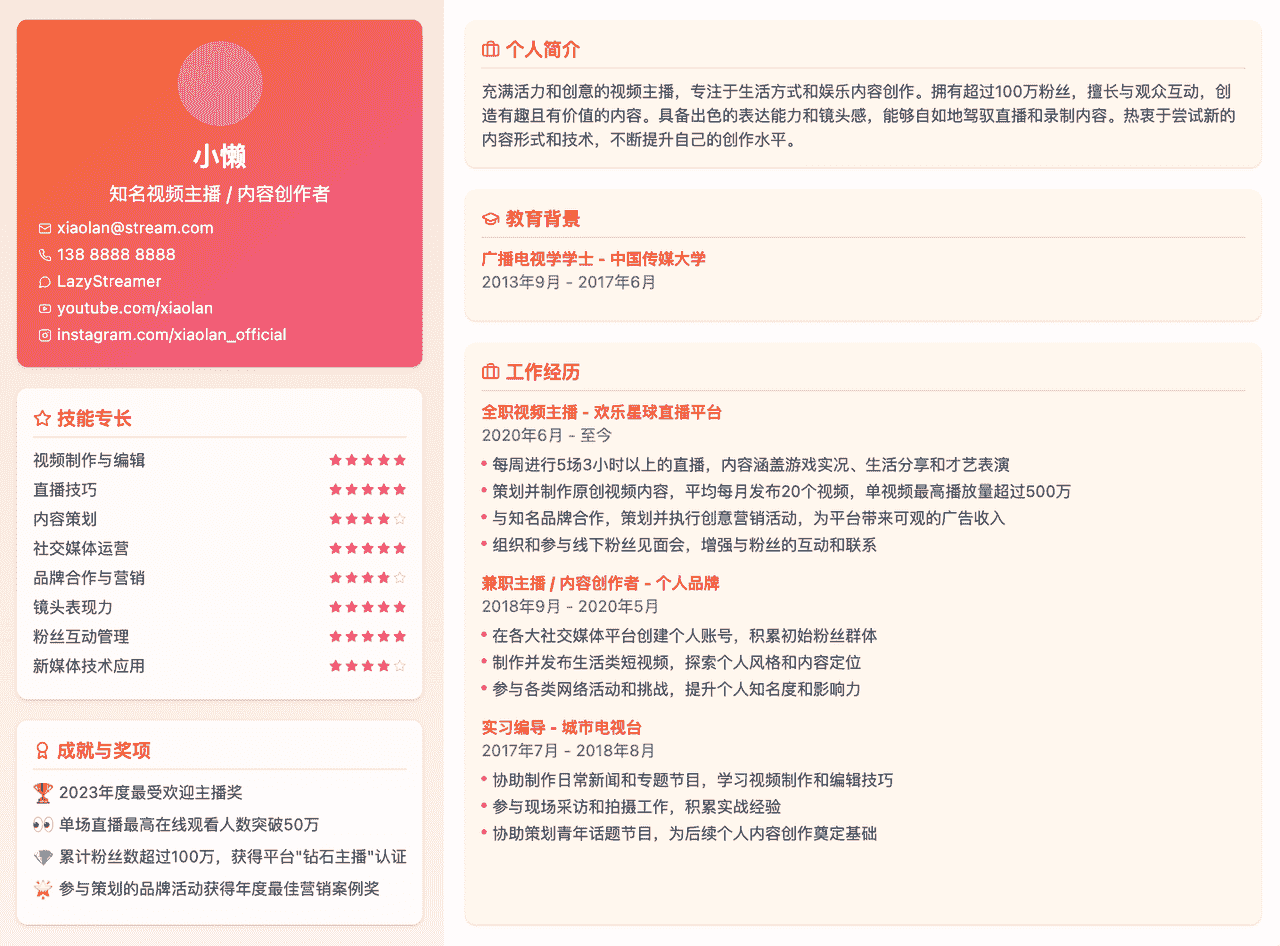 小懒
知名视频主播 / 内容创作者
xiaolan@stream.com
138 8888 8888
LazyStreamer
youtube.com/xiaolan
instagram.com/xiaolan_official
技能专长
视频制作与编辑
直播技巧
内容策划
社交媒体运营
品牌合作与营销
镜头表现力
粉丝互动管理
新媒体技术应用
成就与奖项
2023年度最受欢迎主播奖
单场直播最高在线观看人数突破50万
累计粉丝数超过100万，获得平台"钻石主播"认证
参与策划的品牌活动获得年度最佳营销案例奖
个人简介
充满活力和创意的视频主播，专注于生活方式和娱乐内容创作。拥有超过100万粉丝，擅长与观众互动，创
造有趣且有价值的内容。具备出色的表达能力和镜头感，能够自如地驾驭直播和录制内容。热衷于尝试新的
内容形式和技术，不断提升自己的创作水平。
教育背景
广播电视学学士 - 中国传媒大学
2013年9月 - 2017年6月
工作经历
全职视频主播 - 欢乐星球直播平台
2020年6月 - 至今
• 每周进行5场3小时以上的直播，内容涵盖游戏实况、生活分享和才艺表演
• 策划并制作原创视频内容，平均每月发布20个视频，单视频最高播放量超过500万
• 与知名品牌合作，策划并执行创意营销活动，为平台带来可观的广告收入
• 组织和参与线下粉丝见面会，增强与粉丝的互动和联系
兼职主播 / 内容创作者 - 个人品牌
2018年9月 - 2020年5月
• 在各大社交媒体平台创建个人账号，积累初始粉丝群体
• 制作并发布生活类短视频，探索个人风格和内容定位
• 参与各类网络活动和挑战，提升个人知名度和影响力
实习编导 - 城市电视台
2017年7月 - 2018年8月
• 协助制作日常新闻和专题节目，学习视频制作和编辑技巧
• 参与现场采访和拍摄工作，积累实战经验
• 协助策划青年话题节目，为后续个人内容创作奠定基础